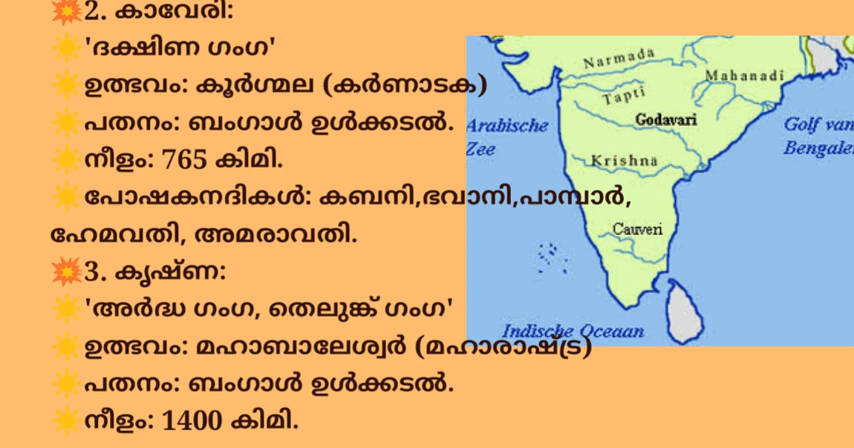 💥2. കാവേരി:
☀️'ദക്ഷിണ ഗംഗ'
☀️ഉത്ഭവം: കൂർഗ്മല (കർണാടക)
☀️പതനം: ബംഗാൾ ഉൾക്കടൽ.
☀️നീളം: 765 കിമി.
☀️പോഷകനദികൾ: കബനി,ഭവാനി,പാമ്പാർ,
ഹേമവതി, അമരാവതി.
💥3. കൃഷ്ണ:
☀️'അർദ്ധ ഗംഗ, തെലുങ്ക് ഗംഗ'
☀️ഉത്ഭവം: മഹാബാലേശ്വർ (മഹാരാഷ്ട്ര)
☀️പതനം: ബംഗാൾ ഉൾക്കടൽ.
☀️നീളം: 1400 കിമി.
Narmada
Mahanadi
Tapti
Godavari
Arabische
Zee
Golf van
Bengale
Krishna
Cauveri
Indische Oceaan